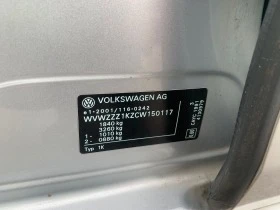 VOLKSWAGEN AG
e1*2001/116*0242
WVWZZZ1KZCW150117
1840 kg
3260 kg
1 - 1010 kg
2 - 0880 kg
Typ 1K